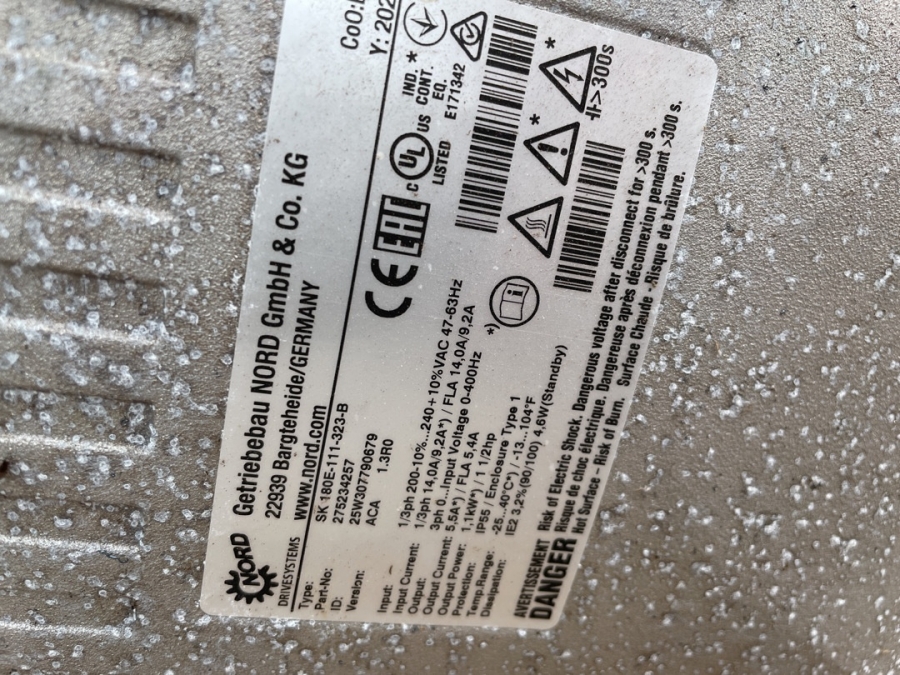 NORD
DRIVESYSTEMS
Getriebebau NORD GmbH & Co. KG
22939 Bargteheide/GERMANY
www.nord.com
CoO:
Y: 202
Type: SK 180E-111-323-B
Part-No: 275234257
ID: 25W307790679
Version: ACA 1.3R0
Input: 1/3ph 200-10%...240+10%VAC 47-63Hz
Input Current: 1/3ph 14,0A/9,2A*) / FLA 14,0A/9,2A
Output: 3ph 0...Input Voltage 0-400Hz
Output Current: 5,5A*) / FLA 5,4A
Output Power: 1,1kW*) / 1 1/2hp
Protection: IP55 / Enclosure Type 1
Temp.Range: -25...40°C*) / -13...104°F
Dissipation: IE2 3,2%(90/100) 4,6W(Standby)
CE EAC
c UL US
LISTED
IND. *
CONT.
EQ.
E171342
*)
*
*
>300s
AVERTISSEMENT
DANGER
Risk of Electric Shock. Dangerous voltage after disconnect for >300 s.
Risque de choc électrique. Dangereuse après déconnexion pendant >300 s.
Hot Surface - Risk of Burn. Surface Chaude - Risque de brûlure.